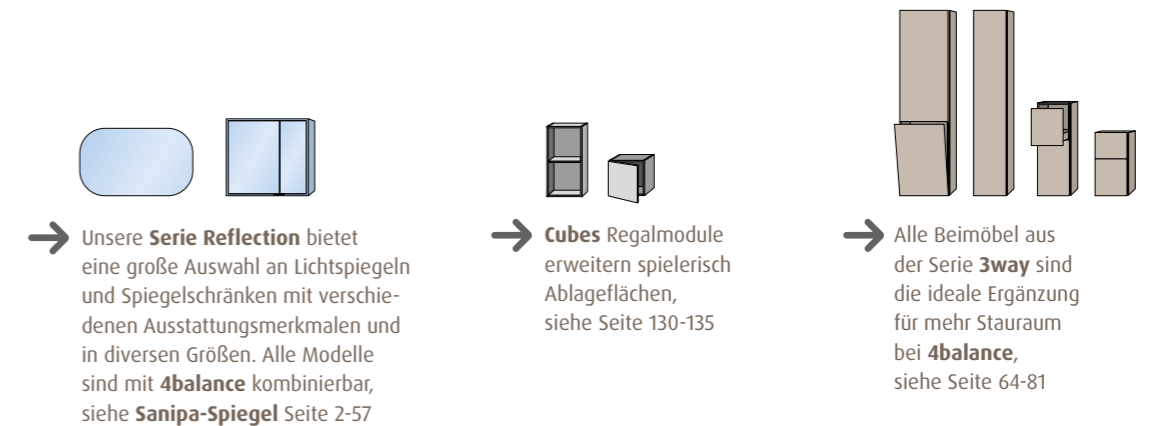 Unsere Serie Reflection bietet
eine große Auswahl an Lichtspiegeln
und Spiegelschränken mit verschie-
denen Ausstattungsmerkmalen und
in diversen Größen. Alle Modelle
sind mit 4balance kombinierbar,
siehe Sanipa-Spiegel Seite 2-57
Cubes Regalmodule
erweitern spielerisch
Ablageflächen,
siehe Seite 130-135
Alle Beimöbel aus
der Serie 3way sind
die ideale Ergänzung
für mehr Stauraum
bei 4balance,
siehe Seite 64-81